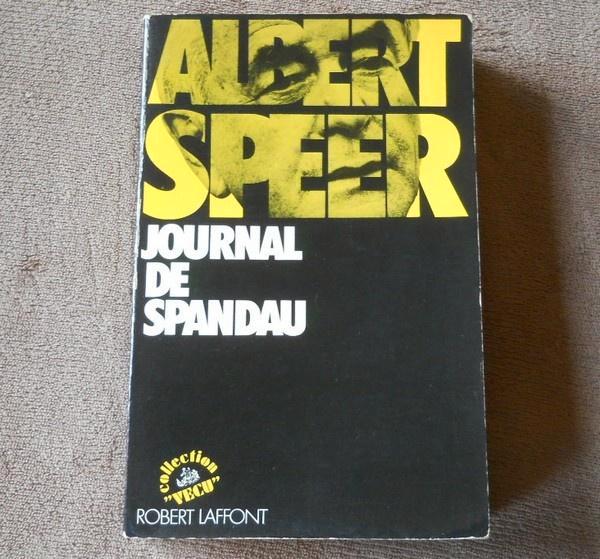 ALBERT
SPEER
JOURNAL
DE
SPANDAU
collection
"VECU"
ROBERT LAFFONT